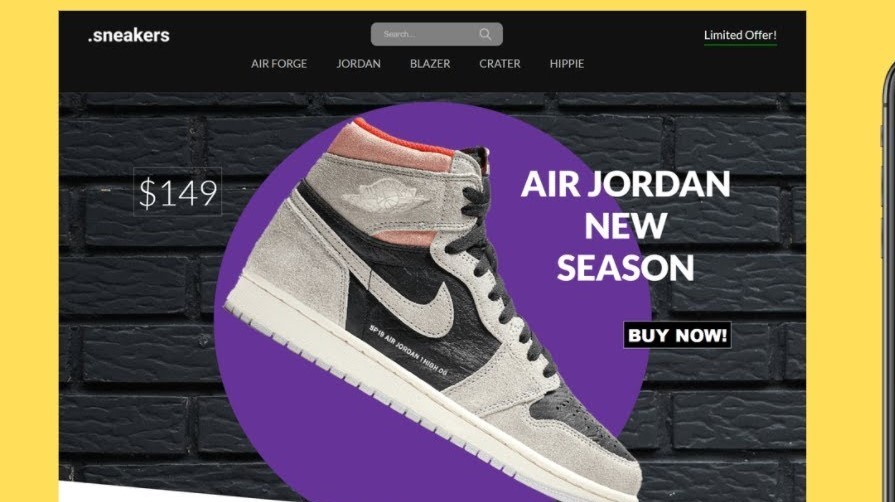 .sneakers
Search...
Limited Offer!
AIR FORGE JORDAN BLAZER CRATER HIPPIE
$149
AIR JORDAN
NEW
SEASON
BUY NOW!
SP18 AIR JORDAN 1 HIGH OG